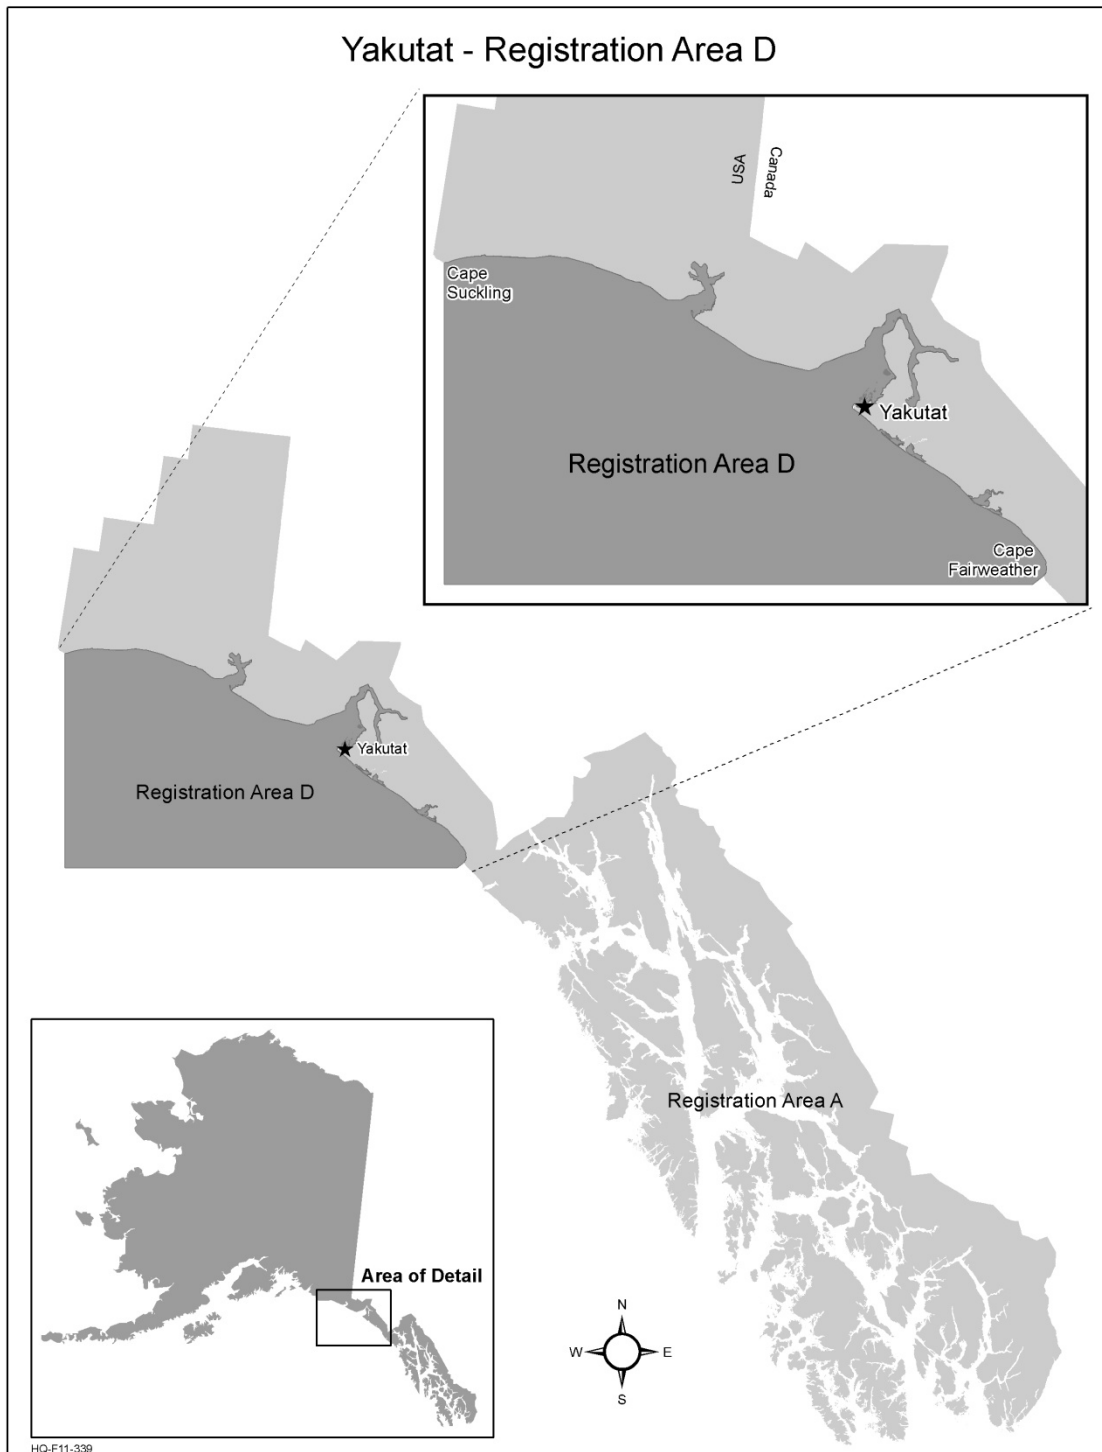 Yakutat - Registration Area D
USA
Canada
Cape
Suckling
Yakutat
Registration Area D
Cape
Fairweather
Yakutat
Registration Area D
Registration Area A
Area of Detail
N
W
E
S
HQ-F11-339